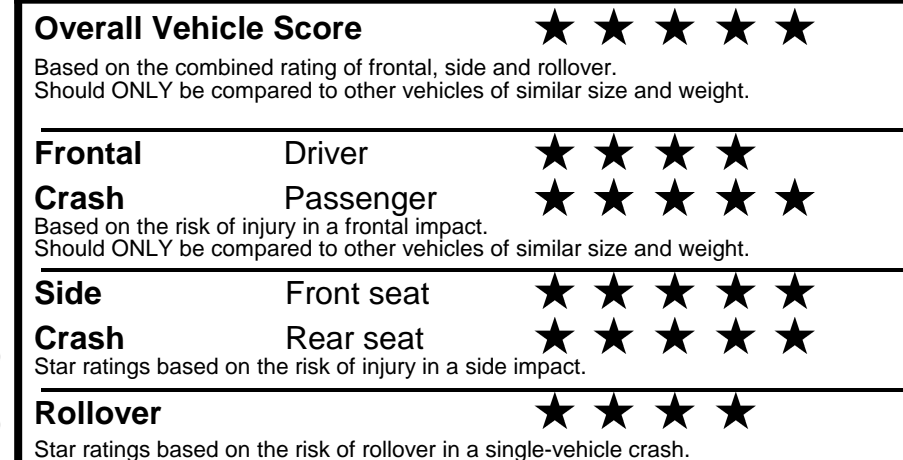 Overall Vehicle Score ★ ★ ★ ★ ★
Based on the combined rating of frontal, side and rollover.
Should ONLY be compared to other vehicles of similar size and weight.
Frontal Driver ★ ★ ★ ★
Crash Passenger ★ ★ ★ ★ ★
Based on the risk of injury in a frontal impact.
Should ONLY be compared to other vehicles of similar size and weight.
Side Front seat ★ ★ ★ ★ ★
Crash Rear seat ★ ★ ★ ★ ★
Star ratings based on the risk of injury in a side impact.
Rollover ★ ★ ★ ★
Star ratings based on the risk of rollover in a single-vehicle crash.